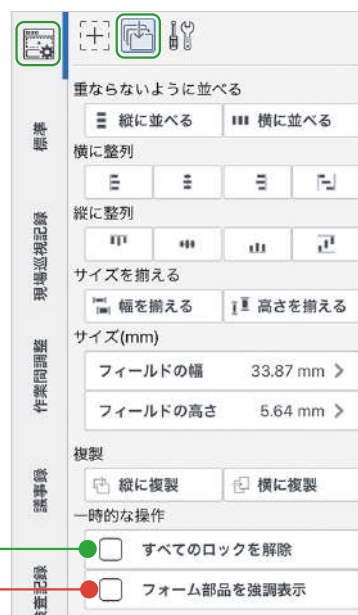 重ならないように並べる
縦に並べる
横に並べる
横に整列
縦に整列
サイズを揃える
幅を揃える
高さを揃える
サイズ(mm)
フィールドの幅 33.87 mm
フィールドの高さ 5.64 mm
複製
縦に複製
横に複製
一時的な操作
すべてのロックを解除
フォーム部品を強調表示
標準
現場巡視記録
作業間調整
議事録
査記録